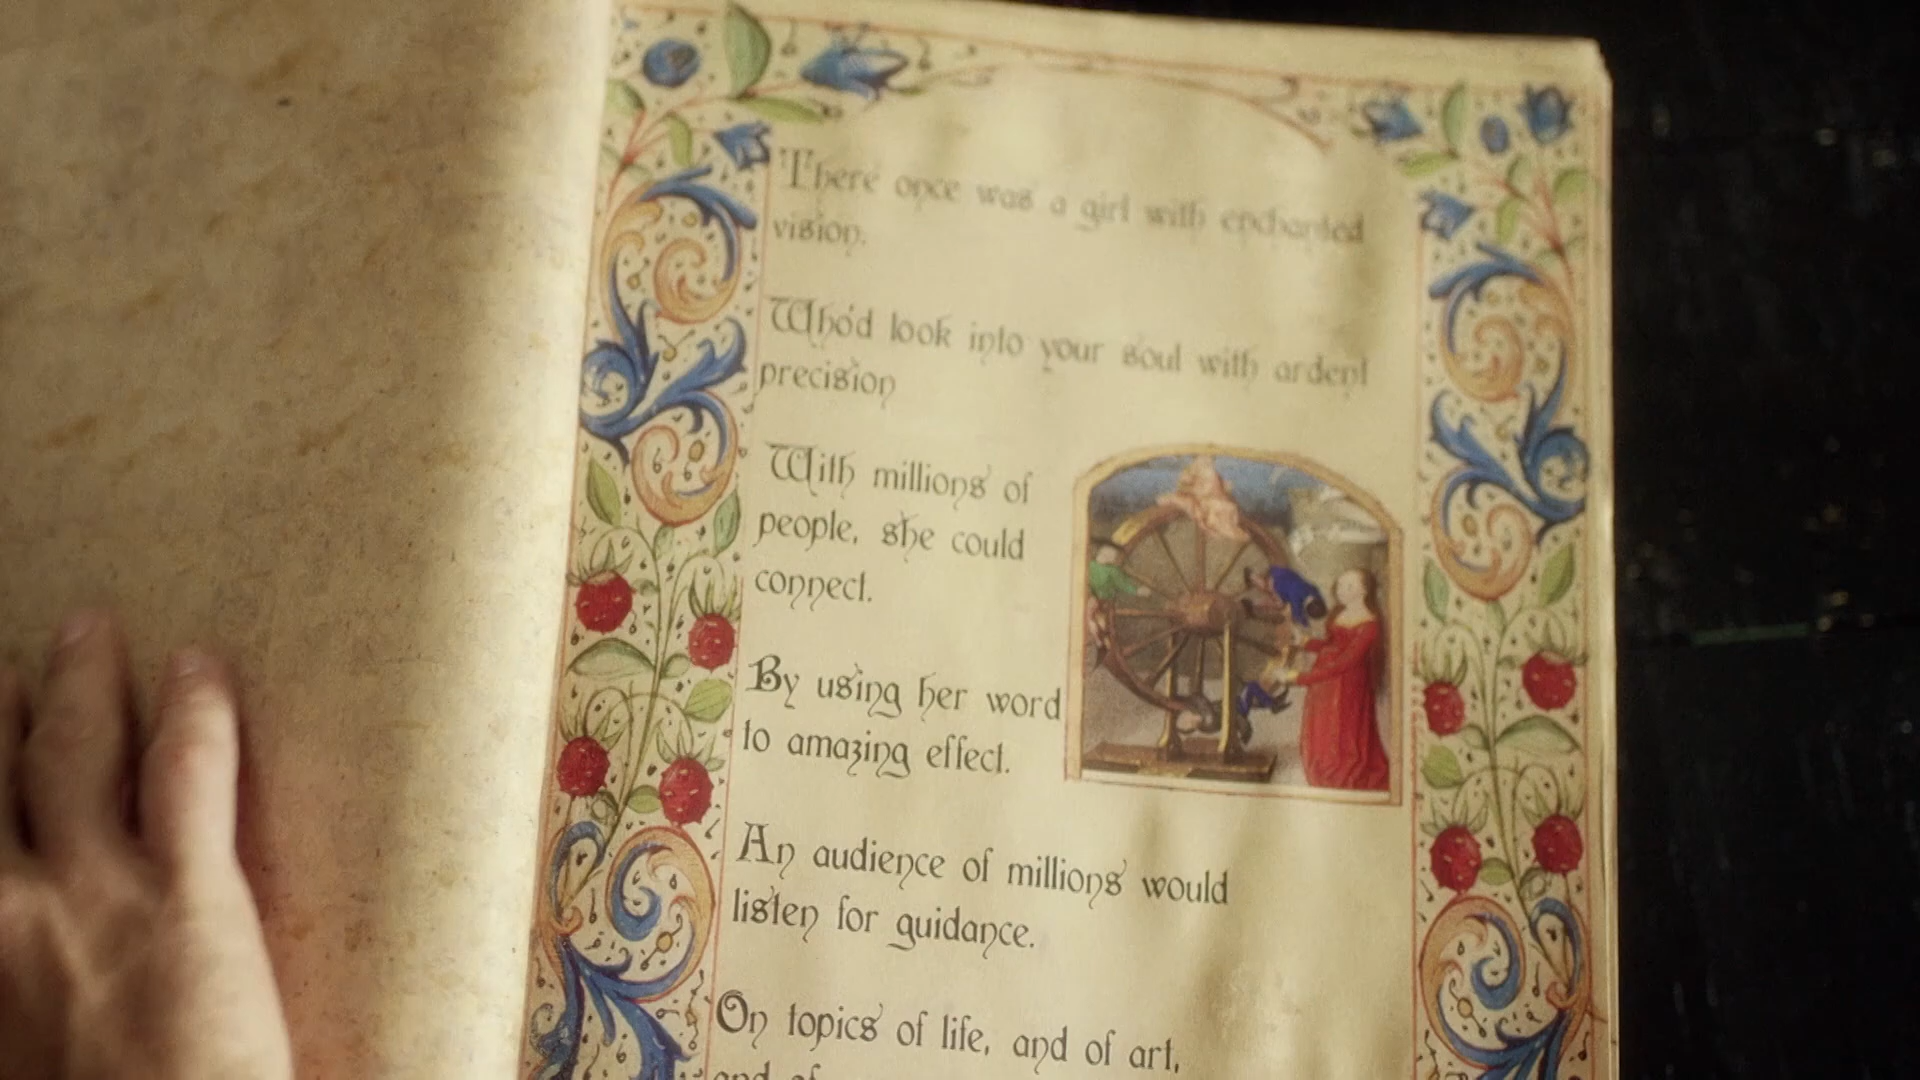 There once was a girl with enchanted
vision.
Who'd look into your soul with ardent
precision
With millions of
people, she could
connect.
By using her word
to amazing effect.
An audience of millions would
listen for guidance.
On topics of life, and of art,
and of